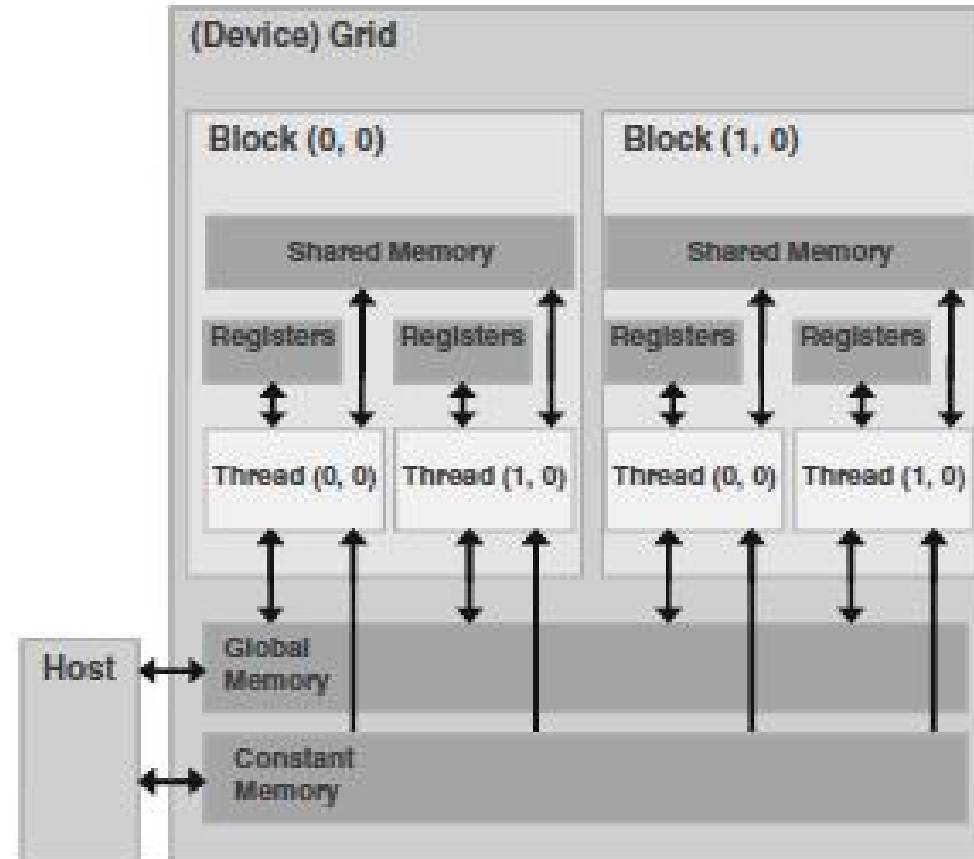 (Device) Grid
Block (0, 0)
Block (1, 0)
Shared Memory
Shared Memory
Registers
Registers
Registers
Registers
Thread (0, 0)
Thread (1, 0)
Thread (0, 0)
Thread (1, 0)
Host
Global
Memory
Constant
Memory